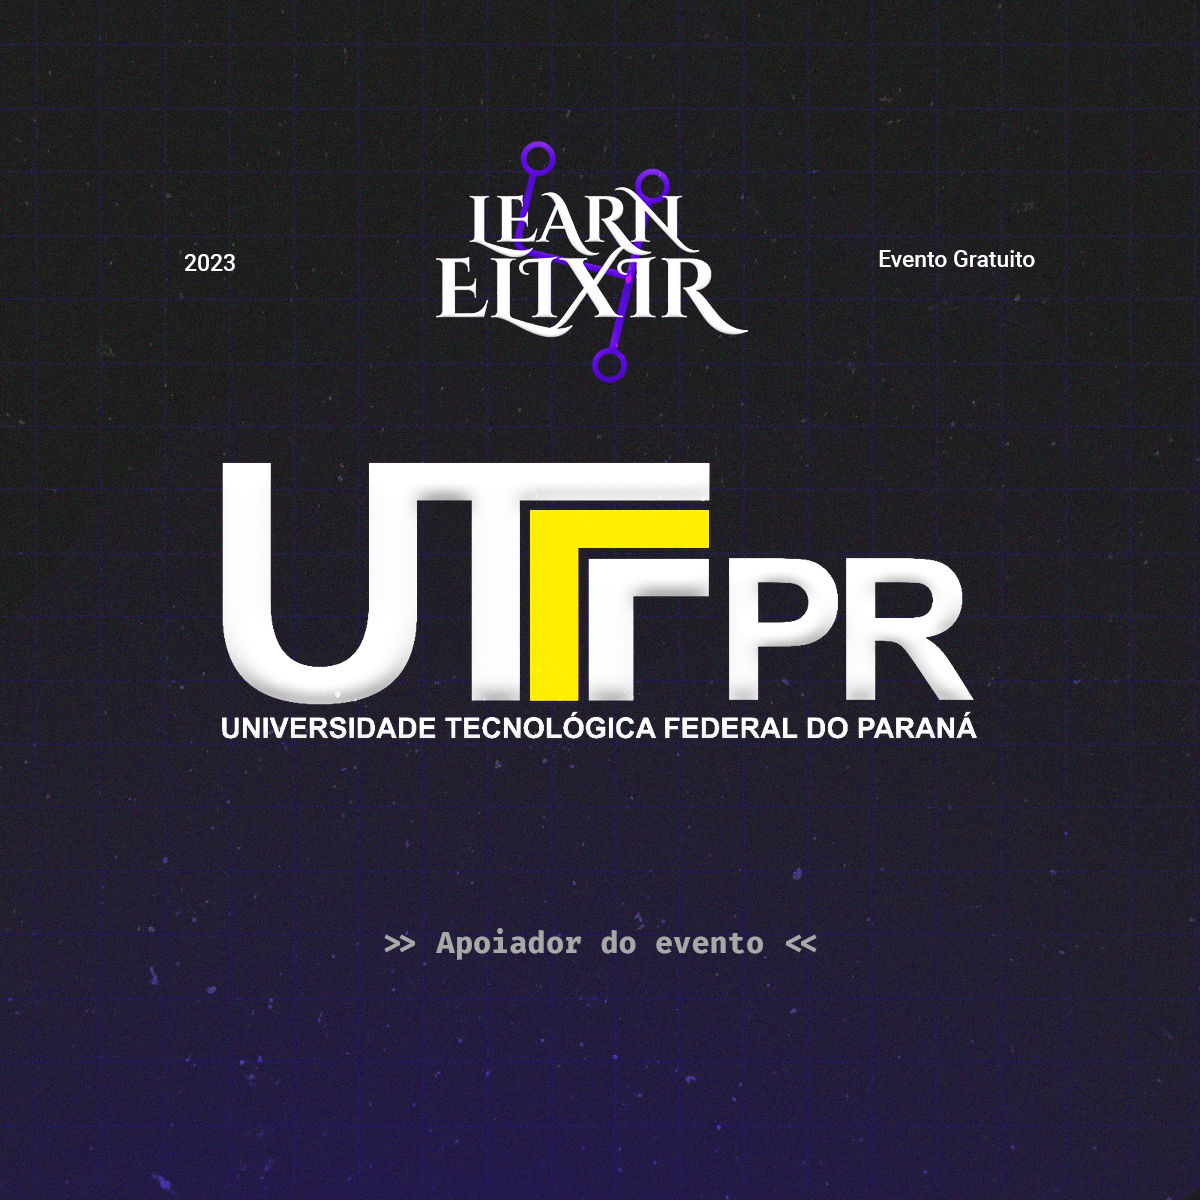 LEARN
ELIXIR
2023
Evento Gratuito
UTFPR
UNIVERSIDADE TECNOLÓGICA FEDERAL DO PARANÁ
>> Apoiador do evento <<